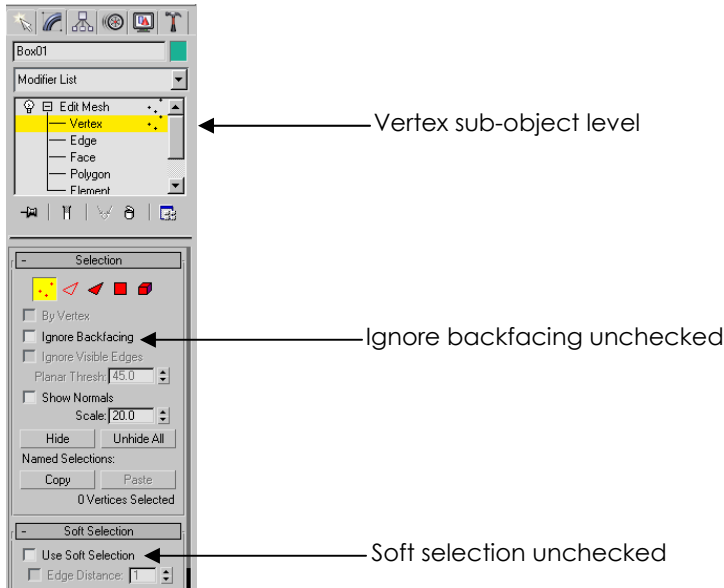 Box01
Modifier List
Edit Mesh
Vertex
Vertex sub-object level
Edge
Face
Polygon
Element
- Selection
By Vertex
Ignore Backfacing
Ignore backfacing unchecked
Ignore Visible Edges
Planar Thresh: 45.0
Show Normals
Scale: 20.0
Hide Unhide All
Named Selections:
Copy Paste
0 Vertices Selected
- Soft Selection
Use Soft Selection
Soft selection unchecked
Edge Distance: 1